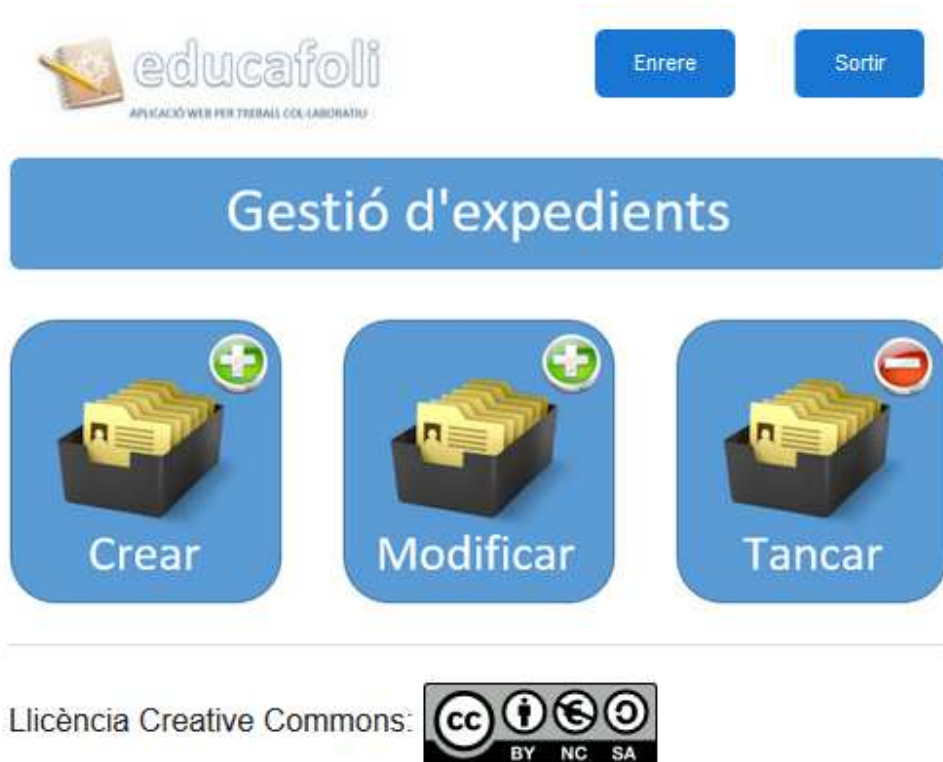 educafoli
APLICACIÓ WEB PER TREBALL COL·LABORATIU
Enrere
Sortir
Gestió d'expedients
Crear
Modificar
Tancar
Llicència Creative Commons:
cc
BY NC SA